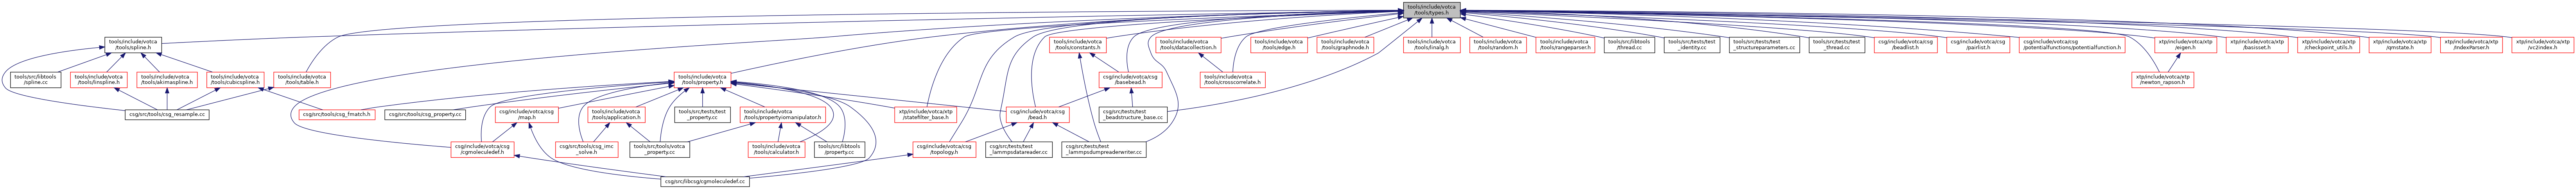 tools/include/votca
/tools/types.h
tools/include/votca
/tools/spline.h
tools/include/votca
/tools/constants.h
tools/include/votca
/tools/datacollection.h
tools/include/votca
/tools/edge.h
tools/include/votca
/tools/graphnode.h
tools/include/votca
/tools/finalg.h
tools/include/votca
/tools/random.h
tools/include/votca
/tools/rangeparser.h
tools/src/libtools
/thread.cc
tools/src/tests/test
_identity.cc
tools/src/tests/test
_structureparameters.cc
tools/src/tests/test
_thread.cc
csg/include/votca/csg
/beadlist.h
csg/include/votca/csg
/pairlist.h
csg/include/votca/csg
/potentialfunctions/potentialfunction.h
xtp/include/votca/xtp
/eigen.h
xtp/include/votca/xtp
/basisset.h
xtp/include/votca/xtp
/checkpoint_utils.h
xtp/include/votca/xtp
/qmstate.h
xtp/include/votca/xtp
/IndexParser.h
xtp/include/votca/xtp
/vc2index.h
tools/src/libtools
/spline.cc
tools/include/votca
/tools/linspline.h
tools/include/votca
/tools/akimaspline.h
tools/include/votca
/tools/cubicspline.h
tools/include/votca
/tools/table.h
tools/include/votca
/tools/property.h
csg/include/votca/csg
/basebead.h
tools/include/votca
/tools/crosscorrelate.h
xtp/include/votca/xtp
/newton_rapson.h
csg/src/tools/csg_resample.cc
csg/src/tools/csg_fmatch.h
csg/src/tools/csg_property.cc
csg/include/votca/csg
/map.h
tools/include/votca
/tools/application.h
tools/src/tests/test
_property.cc
tools/include/votca
/tools/propertyiomanipulator.h
xtp/include/votca/xtp
/statefilter_base.h
csg/include/votca/csg
/bead.h
csg/src/tests/test
_beadstructure_base.cc
csg/include/votca/csg
/cgmoleculedef.h
csg/src/tools/csg_imc
_solve.h
tools/src/tools/votca
_property.cc
tools/include/votca
/tools/calculator.h
tools/src/libtools
/property.cc
csg/include/votca/csg
/topology.h
csg/src/tests/test
_lammpsdatareader.cc
csg/src/tests/test
_lammpsdumpreaderwriter.cc
csg/src/libcsg/cgmoleculedef.cc